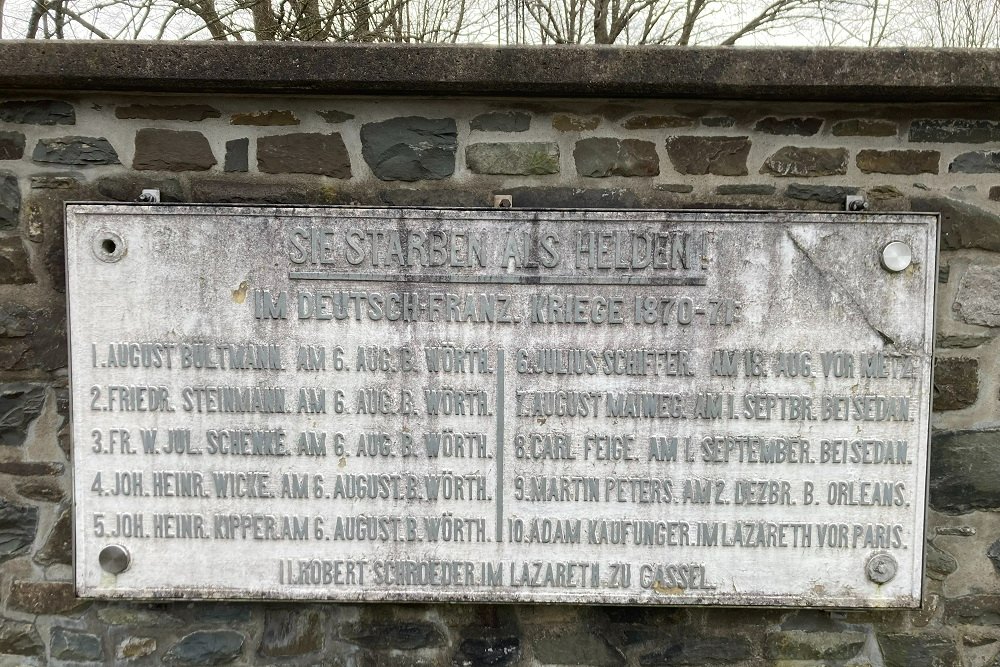 SIE STARBEN ALS HELDEN!
IM DEUTSCH-FRANZ. KRIEGE 1870-71:
1. AUGUST BÜLTMANN. AM 6. AUG. B. WÖRTH.
2. FRIEDR. STEINMANN. AM 6. AUG. B. WÖRTH.
3. FR. W. JUL. SCHENKE. AM 6. AUG. B. WÖRTH.
4. JOH. HEINR. WICKE. AM 6. AUGUST. B. WÖRTH.
5. JOH. HEINR. KIPPER. AM 6. AUGUST. B. WÖRTH.
6. JULIUS SCHIFFER. AM 18. AUG. VOR METZ.
7. AUGUST MAIWEG. AM 1. SEPTBR. BEI SEDAN
8. CARL FEIGE. AM 1. SEPTEMBER. BEI SEDAN.
9. MARTIN PETERS. AM 2. DEZBR. B. ORLEANS.
10. ADAM KAUFUNGER. IM LAZARETH VOR PARIS.
11. ROBERT SCHROEDER. IM LAZARETH. ZU CASSEL.